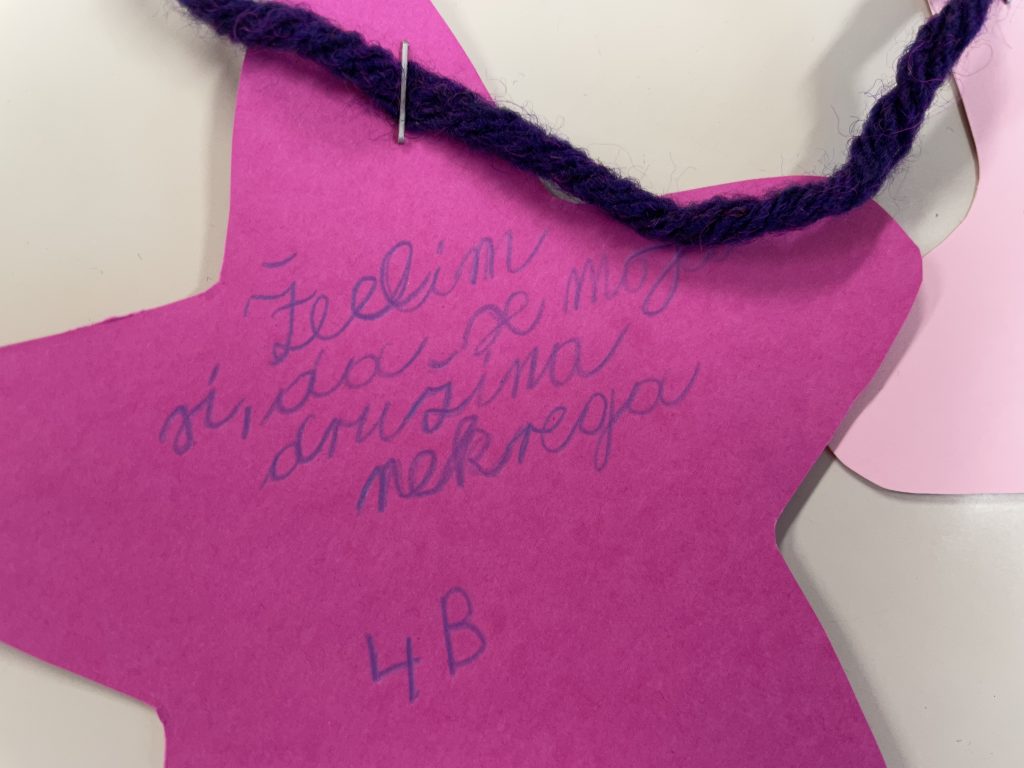 Želim
si, da se moja
družina
nekrega
4B